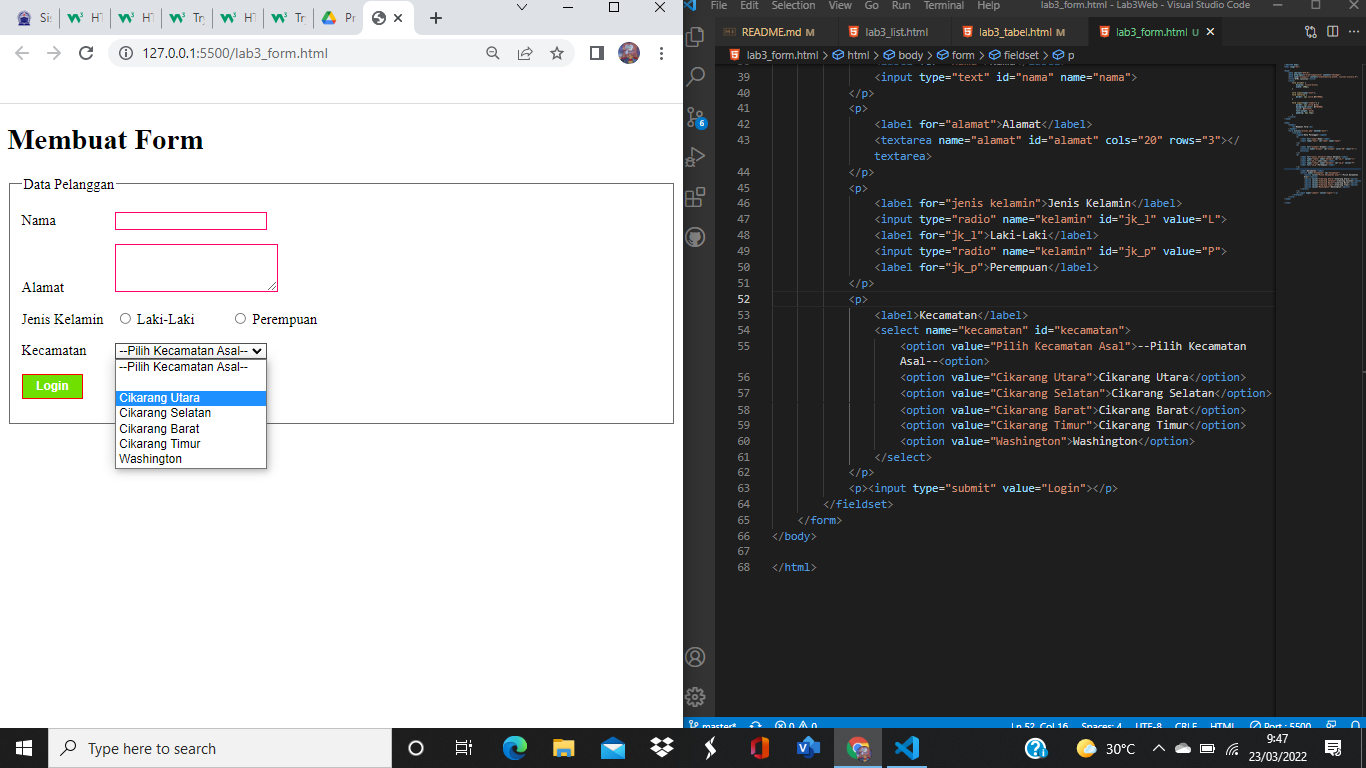 Sis
HT
HT
Try
HT
Try
Pr
127.0.0.1:5500/lab3_form.html
Membuat Form
Data Pelanggan
Nama
Alamat
Jenis Kelamin Laki-Laki Perempuan
Kecamatan --Pilih Kecamatan Asal--
--Pilih Kecamatan Asal--
Login
Cikarang Utara
Cikarang Selatan
Cikarang Barat
Cikarang Timur
Washington
File Edit Selection View Go Run Terminal Help lab3_form.html - Lab3Web - Visual Studio Code
README.md M lab3_list.html lab3_tabel.html M lab3_form.html U
lab3_form.html > html > body > form > fieldset > p
6
39 <input type="text" id="nama" name="nama">
40 </p>
41 <p>
42 <label for="alamat">Alamat</label>
43 <textarea name="alamat" id="alamat" cols="20" rows="3"></
textarea>
44 </p>
45 <p>
46 <label for="jenis kelamin">Jenis Kelamin</label>
47 <input type="radio" name="kelamin" id="jk_l" value="L">
48 <label for="jk_l">Laki-Laki</label>
49 <input type="radio" name="kelamin" id="jk_p" value="P">
50 <label for="jk_p">Perempuan</label>
51 </p>
52 <p>
53 <label>Kecamatan</label>
54 <select name="kecamatan" id="kecamatan">
55 <option value="Pilih Kecamatan Asal">--Pilih Kecamatan
Asal--<option>
56 <option value="Cikarang Utara">Cikarang Utara</option>
57 <option value="Cikarang Selatan">Cikarang Selatan</option>
58 <option value="Cikarang Barat">Cikarang Barat</option>
59 <option value="Cikarang Timur">Cikarang Timur</option>
60 <option value="Washington">Washington</option>
61 </select>
62 </p>
63 <p><input type="submit" value="Login"></p>
64 </fieldset>
65 </form>
66 </body>
67
68 </html>
master* 0 0 Ln 52, Col 16 Spaces: 4 UTF-8 CRLF HTML Port : 5500
Type here to search
30°C
9:47
23/03/2022